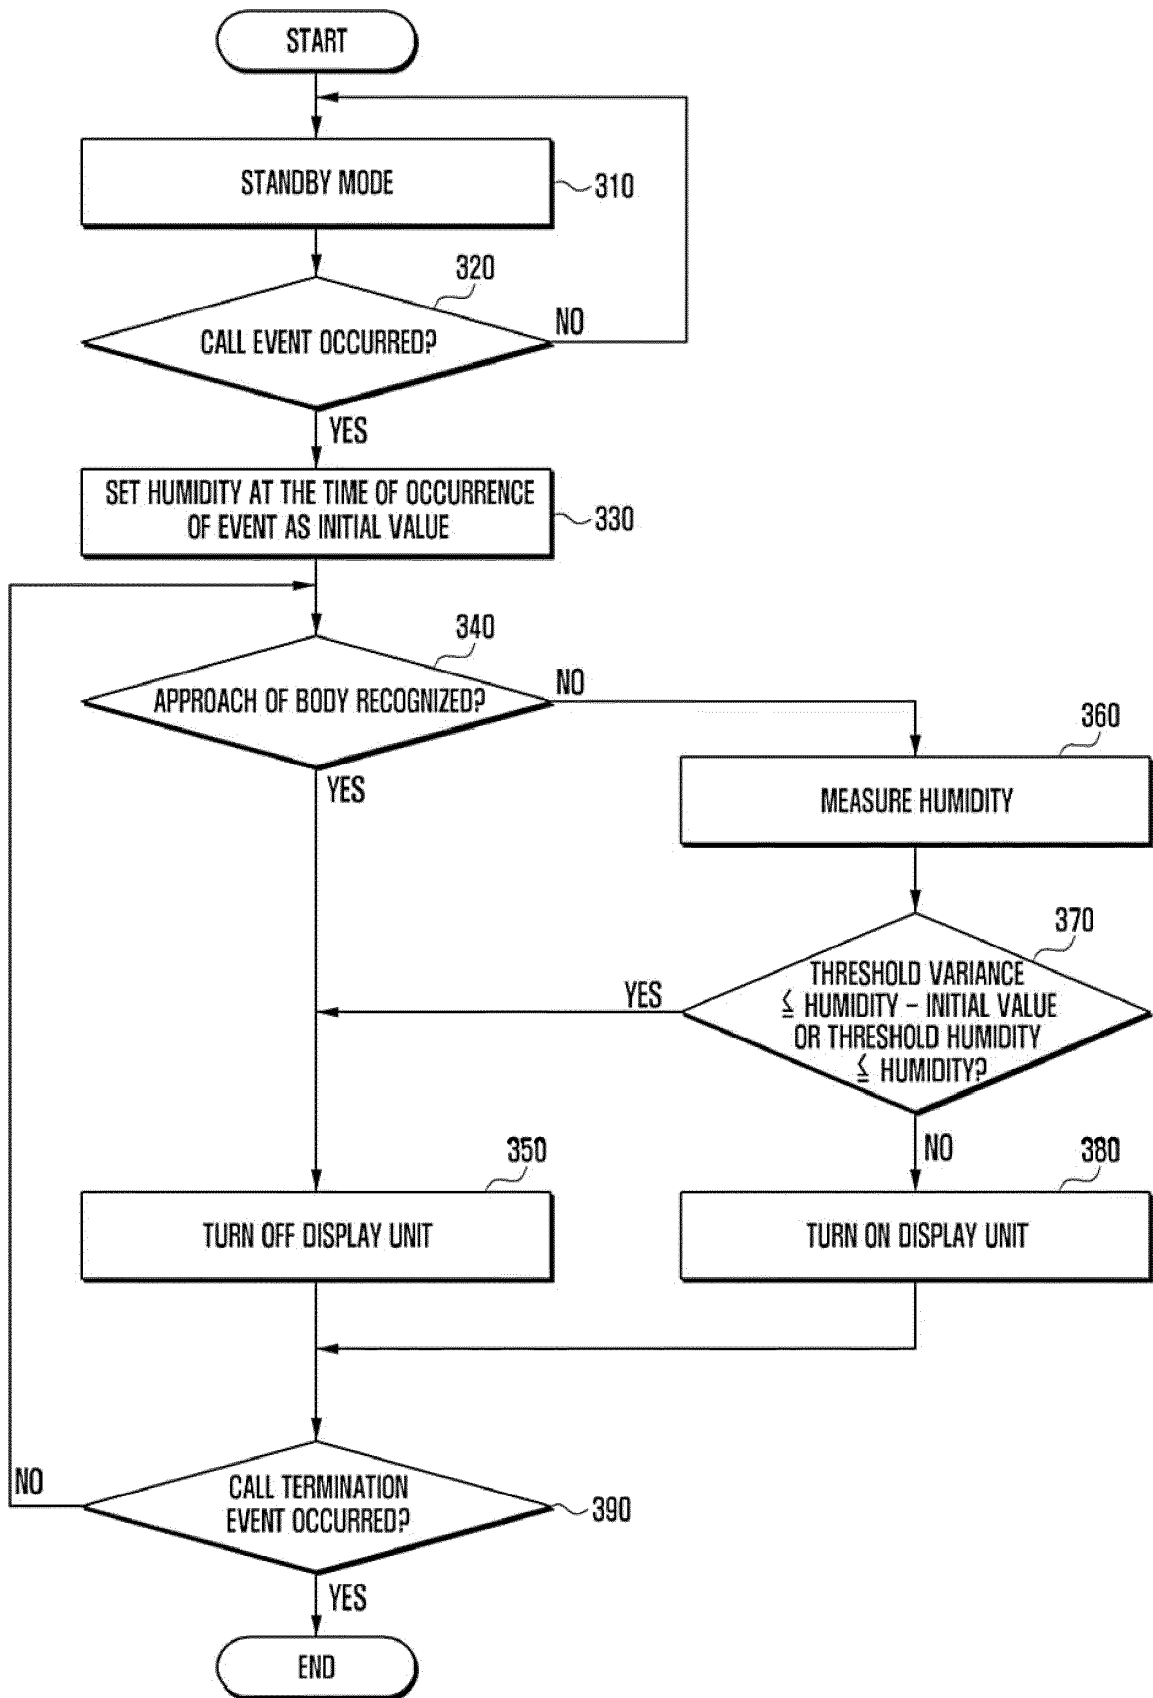 START
STANDBY MODE
310
320
CALL EVENT OCCURRED?
NO
YES
SET HUMIDITY AT THE TIME OF OCCURRENCE
OF EVENT AS INITIAL VALUE
330
340
APPROACH OF BODY RECOGNIZED?
NO
YES
360
MEASURE HUMIDITY
370
THRESHOLD VARIANCE
≦ HUMIDITY – INITIAL VALUE
OR THRESHOLD HUMIDITY
≦ HUMIDITY?
YES
NO
350
TURN OFF DISPLAY UNIT
380
TURN ON DISPLAY UNIT
CALL TERMINATION
EVENT OCCURRED?
390
NO
YES
END